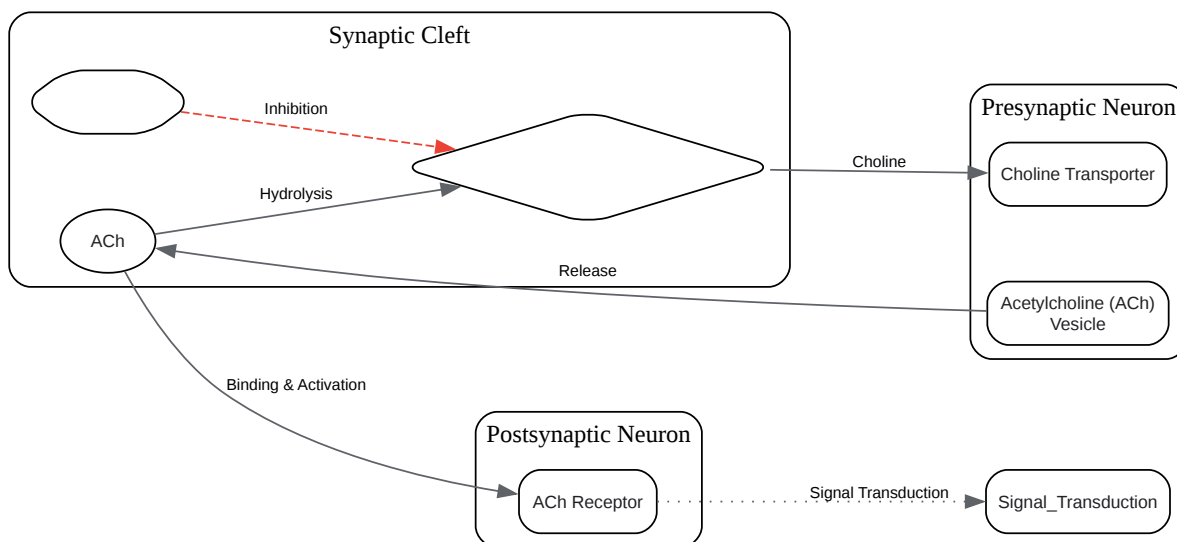 Synaptic Cleft
Inhibition
Hydrolysis
ACh
Release
Choline
Presynaptic Neuron
Choline Transporter
Acetylcholine (ACh)
Vesicle
Binding & Activation
Postsynaptic Neuron
ACh Receptor
Signal Transduction
Signal_Transduction